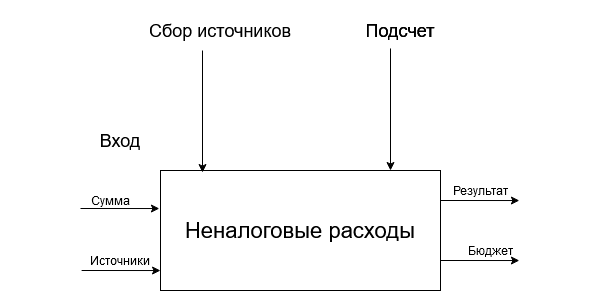 Сбор источников
Подсчет
Вход
Сумма
Результат
Неналоговые расходы
Источники
Бюджет